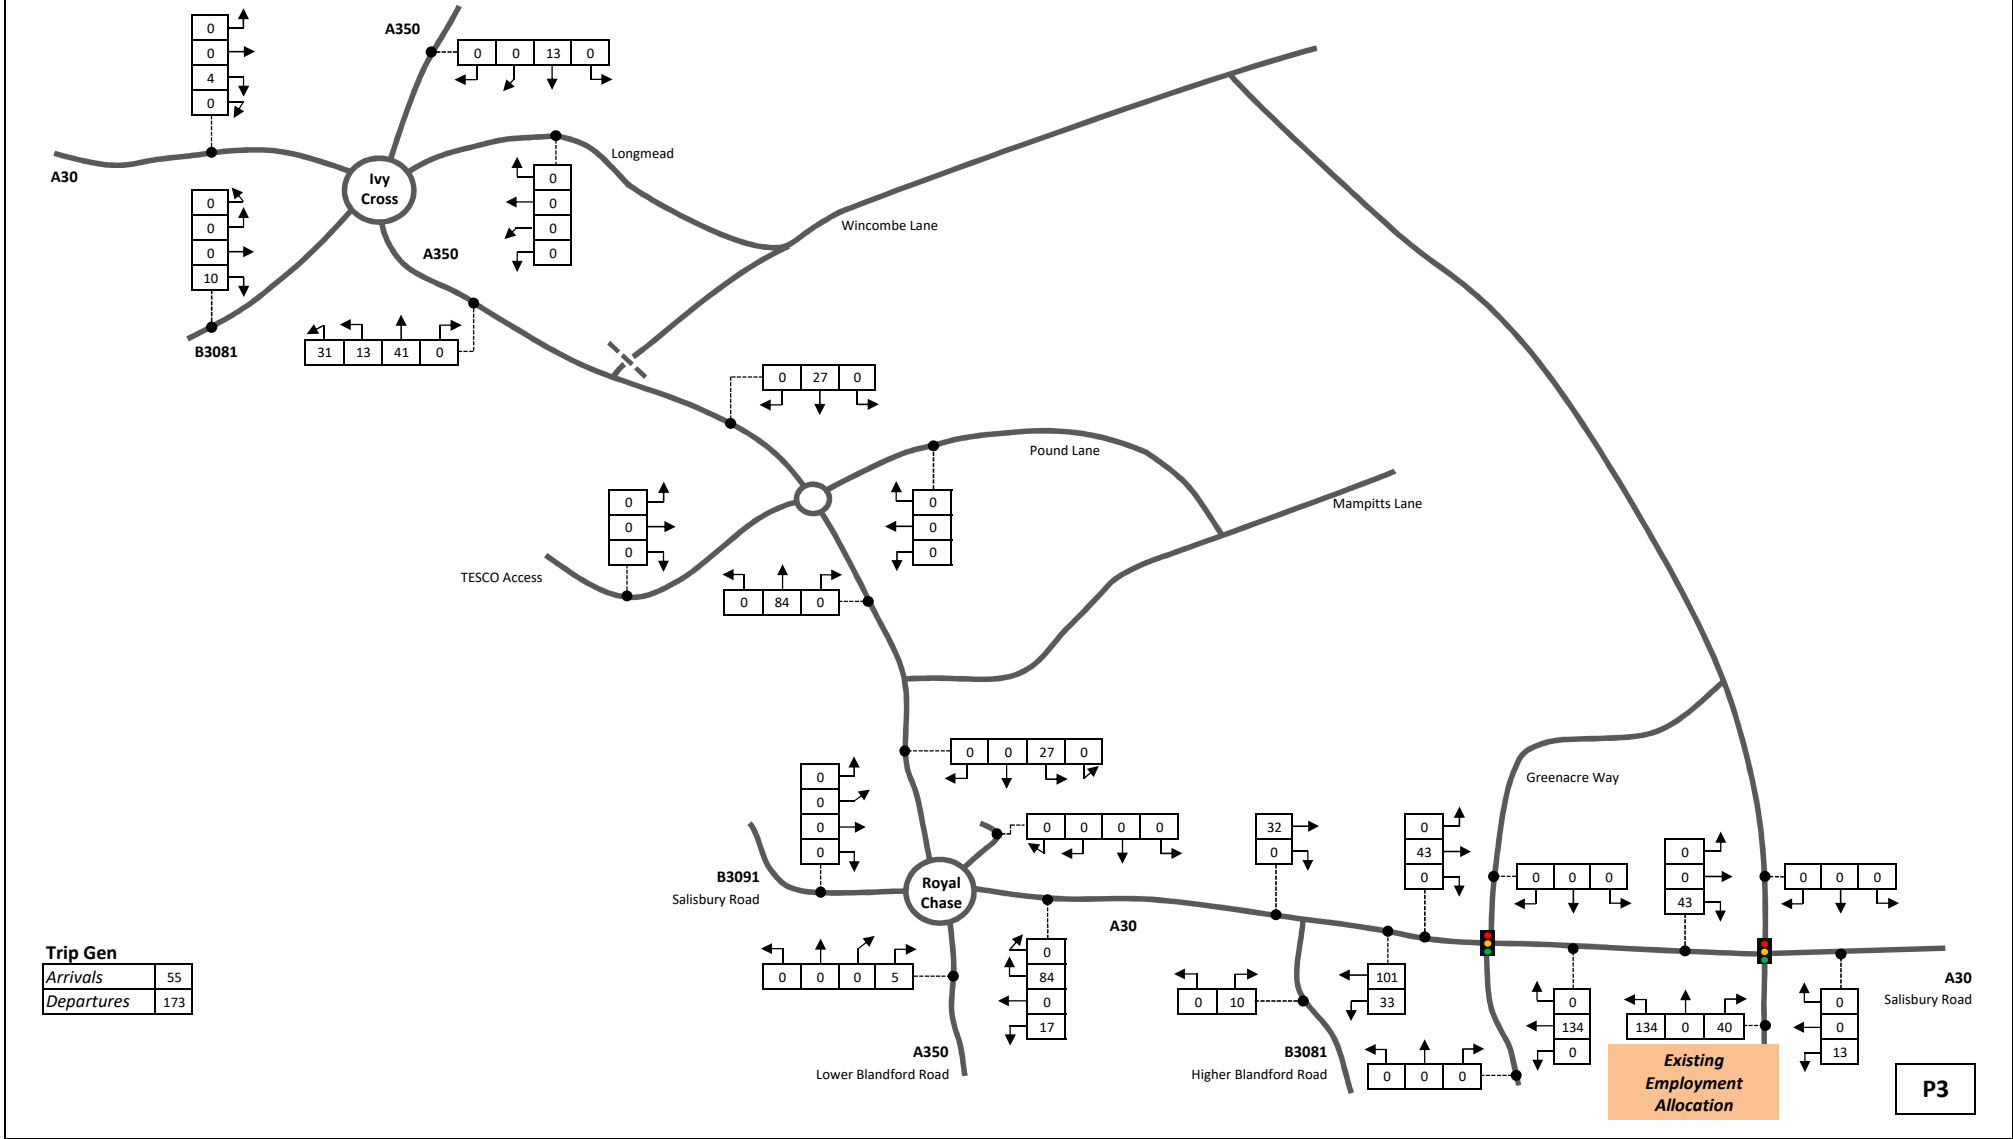 A350
0
0
4
0
0 0 13 0
A30
Ivy
Cross
Longmead
0
0
0
0
0
0
0
10
B3081
A350
31 13 41 0
Wincombe Lane
0 27 0
Pound Lane
Mampitts Lane
0
0
0
0
0
0
TESCO Access
0 84 0
0 0 27 0
Greenacre Way
0
0
0
0
0 0 0 0
B3091
Salisbury Road
Royal
Chase
A30
0 0 0 5
0
84
0
17
A350
Lower Blandford Road
32
0
0
43
0
0 10
101
33
B3081
Higher Blandford Road
0 0 0
0 0 0
0
0
43
0 0 0
0
134
0
134 0 40
0
0
13
A30
Salisbury Road
Existing
Employment
Allocation
Trip Gen
Arrivals 55
Departures 173
P3